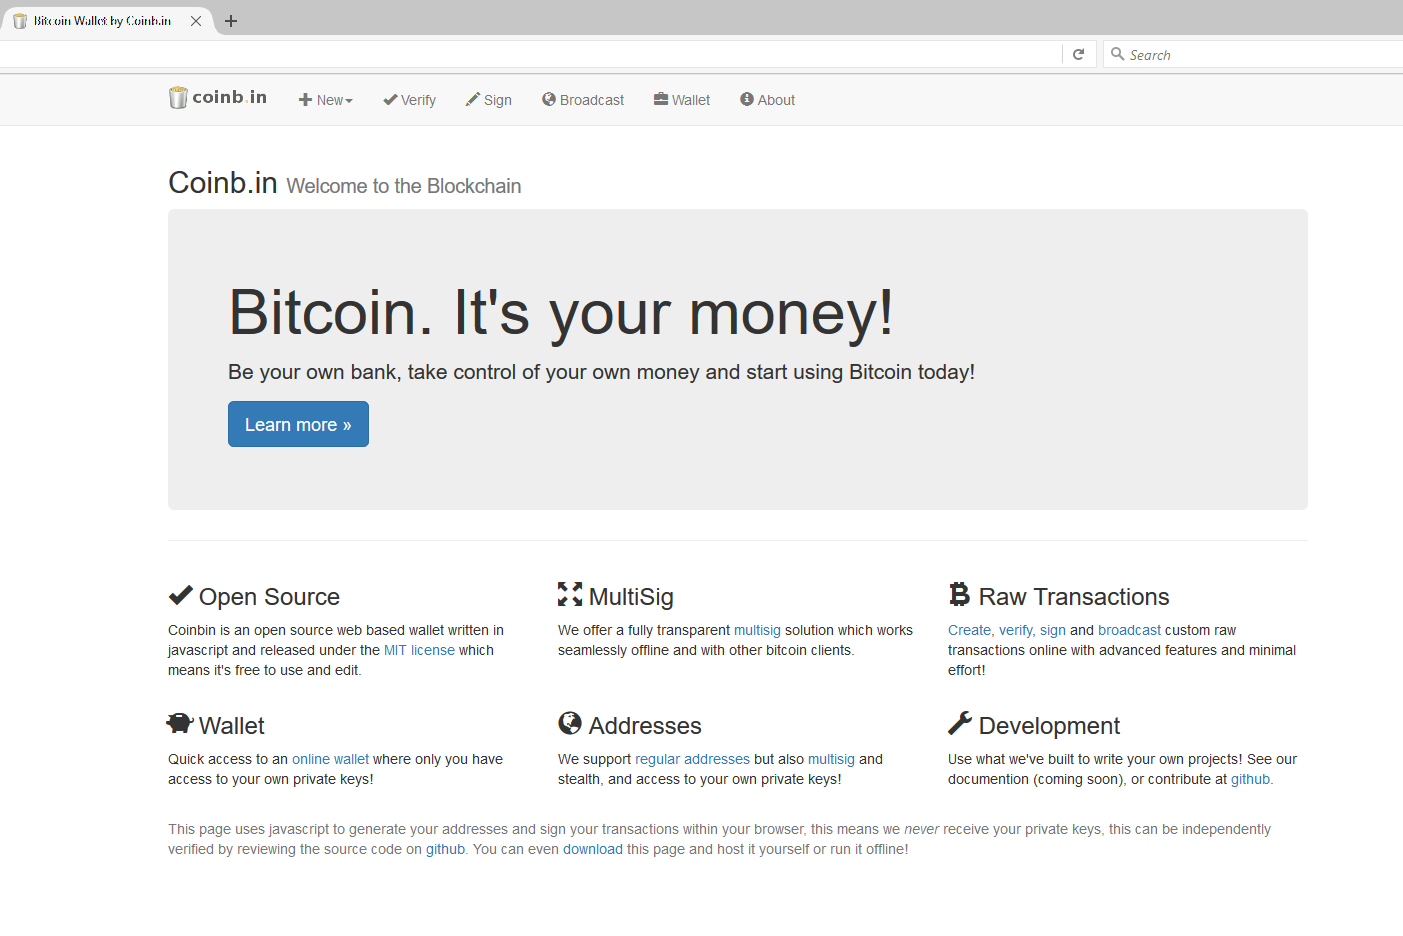 Bitcoin Wallet by Coinb.in
Search
coinb.in New Verify Sign Broadcast Wallet About
Coinb.in Welcome to the Blockchain
Bitcoin. It's your money!
Be your own bank, take control of your own money and start using Bitcoin today!
Learn more »
Open Source
Coinbin is an open source web based wallet written in
javascript and released under the MIT license which
means it's free to use and edit.
MultiSig
We offer a fully transparent multisig solution which works
seamlessly offline and with other bitcoin clients.
Raw Transactions
Create, verify, sign and broadcast custom raw
transactions online with advanced features and minimal
effort!
Wallet
Quick access to an online wallet where only you have
access to your own private keys!
Addresses
We support regular addresses but also multisig and
stealth, and access to your own private keys!
Development
Use what we've built to write your own projects! See our
documention (coming soon), or contribute at github.
This page uses javascript to generate your addresses and sign your transactions within your browser, this means we never receive your private keys, this can be independently
verified by reviewing the source code on github. You can even download this page and host it yourself or run it offline!